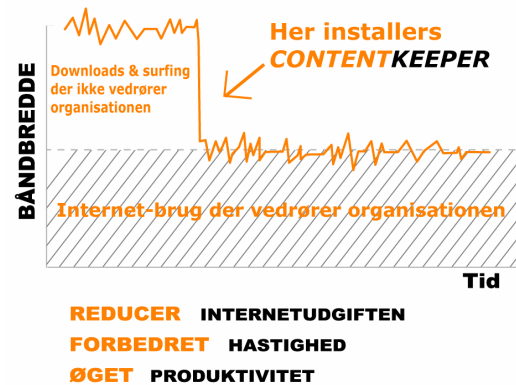 Her installers
CONTENTKEEPER
Downloads & surfing
der ikke vedrører
organisationen
BÅNDBREDDE
Internet-brug der vedrører organisationen
Tid
REDUCER INTERNETUDGIFTEN
FORBEDRET HASTIGHED
ØGET PRODUKTIVITET